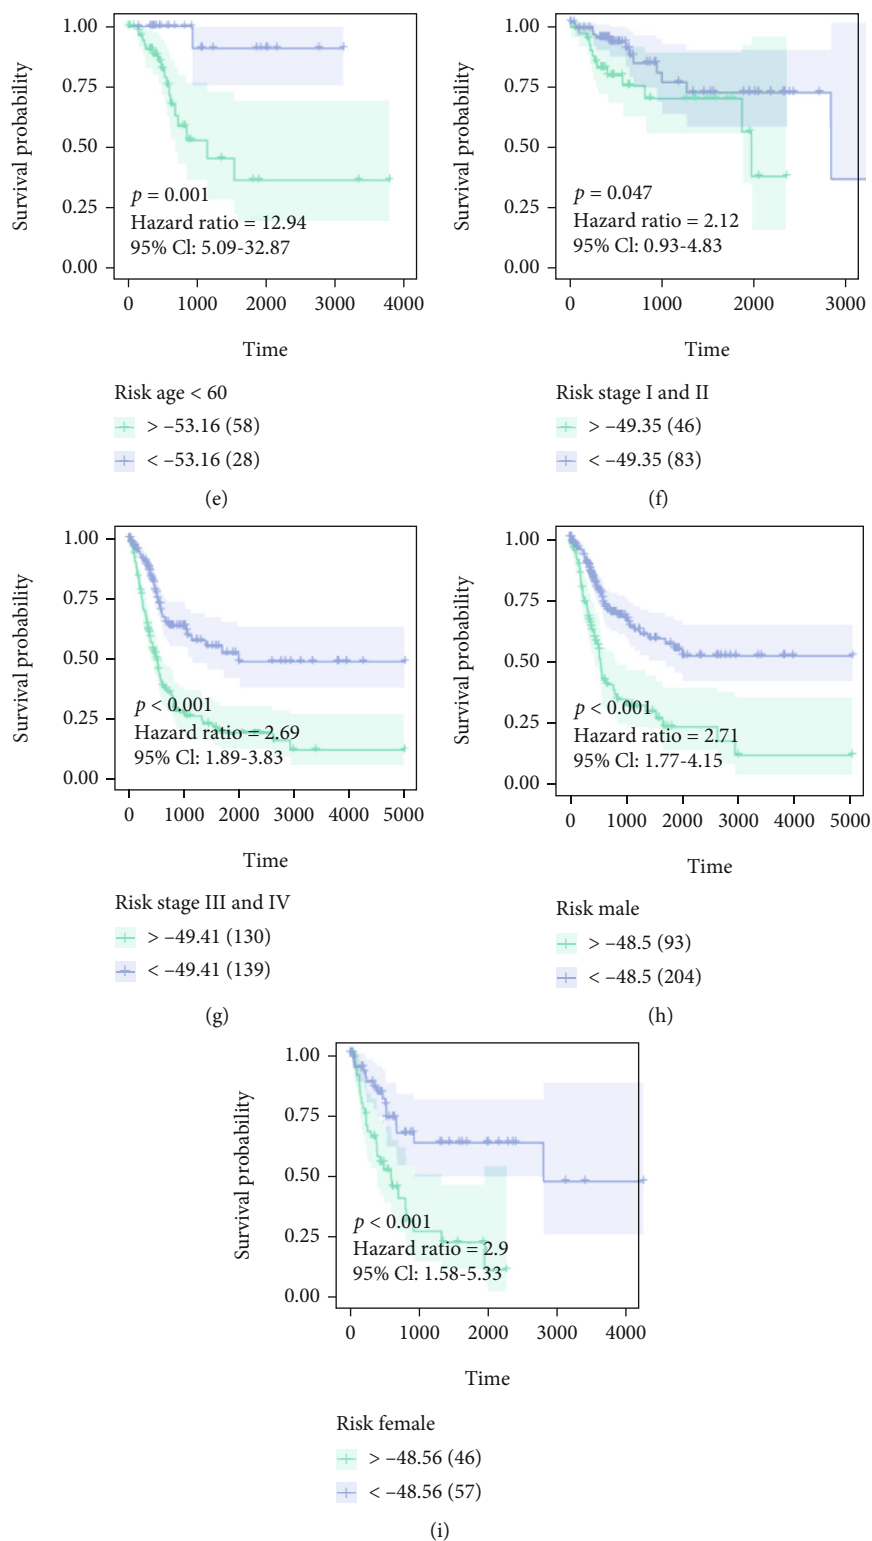 Survival probability
1.00
0.75
0.50
0.25
0.00
p = 0.001
Hazard ratio = 12.94
95% Cl: 5.09-32.87
0 1000 2000 3000 4000
Time
Risk age < 60
> –53.16 (58)
< –53.16 (28)
(e)
Survival probability
1.00
0.75
0.50
0.25
0.00
p = 0.047
Hazard ratio = 2.12
95% Cl: 0.93-4.83
0 1000 2000 3000
Time
Risk stage I and II
> –49.35 (46)
< –49.35 (83)
(f)
Survival probability
1.00
0.75
0.50
0.25
0.00
p < 0.001
Hazard ratio = 2.69
95% Cl: 1.89-3.83
0 1000 2000 3000 4000 5000
Time
Risk stage III and IV
> –49.41 (130)
< –49.41 (139)
(g)
Survival probability
1.00
0.75
0.50
0.25
0.00
p < 0.001
Hazard ratio = 2.71
95% Cl: 1.77-4.15
0 1000 2000 3000 4000 5000
Time
Risk male
> –48.5 (93)
< –48.5 (204)
(h)
Survival probability
1.00
0.75
0.50
0.25
0.00
p < 0.001
Hazard ratio = 2.9
95% Cl: 1.58-5.33
0 1000 2000 3000 4000
Time
Risk female
> –48.56 (46)
< –48.56 (57)
(i)